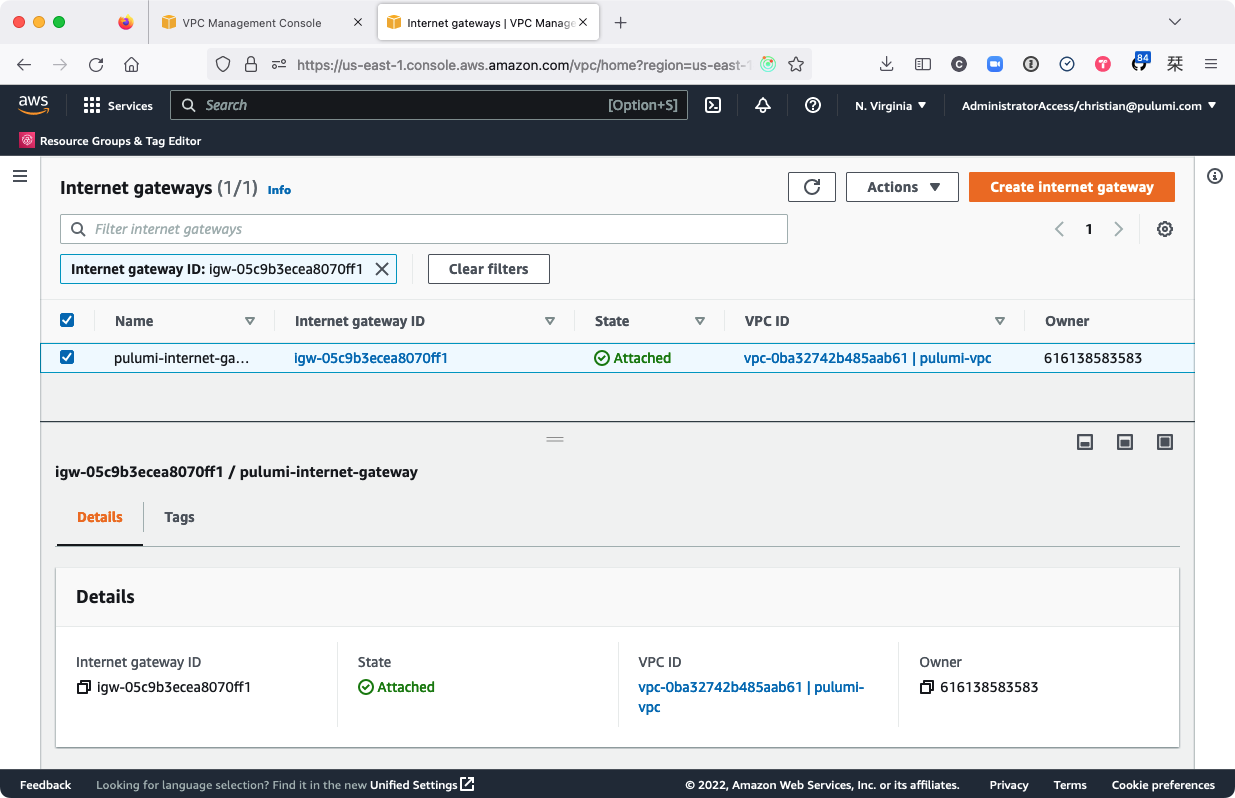 VPC Management Console
Internet gateways | VPC Manage
https://us-east-1.console.aws.amazon.com/vpc/home?region=us-east-1
84
aws
Services
Search
[Option+S]
N. Virginia
AdministratorAccess/christian@pulumi.com
Resource Groups & Tag Editor
Internet gateways (1/1) Info
Actions
Create internet gateway
Filter internet gateways
1
Internet gateway ID: igw-05c9b3ecea8070ff1
Clear filters
Name
Internet gateway ID
State
VPC ID
Owner
pulumi-internet-ga…
igw-05c9b3ecea8070ff1
Attached
vpc-0ba32742b485aab61 | pulumi-vpc
616138583583
igw-05c9b3ecea8070ff1 / pulumi-internet-gateway
Details
Tags
Details
Internet gateway ID
igw-05c9b3ecea8070ff1
State
Attached
VPC ID
vpc-0ba32742b485aab61 | pulumi-
vpc
Owner
616138583583
Feedback
Looking for language selection? Find it in the new Unified Settings
© 2022, Amazon Web Services, Inc. or its affiliates.
Privacy
Terms
Cookie preferences